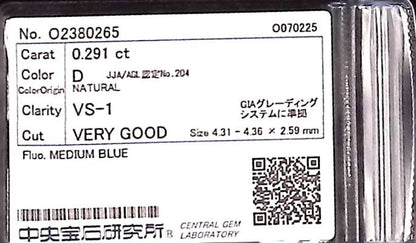 No. O2380265 O070225
Carat 0.291 ct
Color D JJA/AGL認定No.204
ColorOrigin NATURAL
Clarity VS-1 GIAグレーディングシステムに準拠
Cut VERY GOOD Size 4.31 - 4.36 × 2.59 mm
Fluo. MEDIUM BLUE
中央宝石研究所® CENTRAL GEM LABORATORY